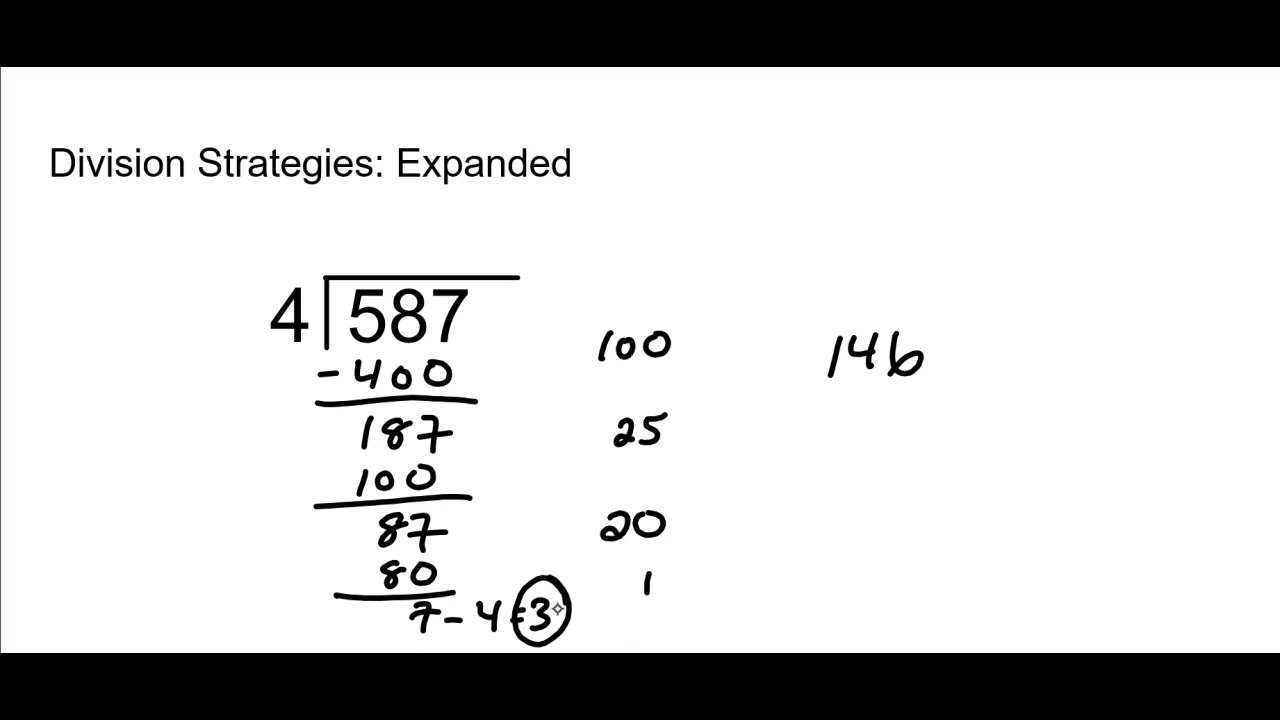 Division Strategies: Expanded
4 587
- 400 100 146
187 25
100
87 20
80 1
7 - 4 = 3